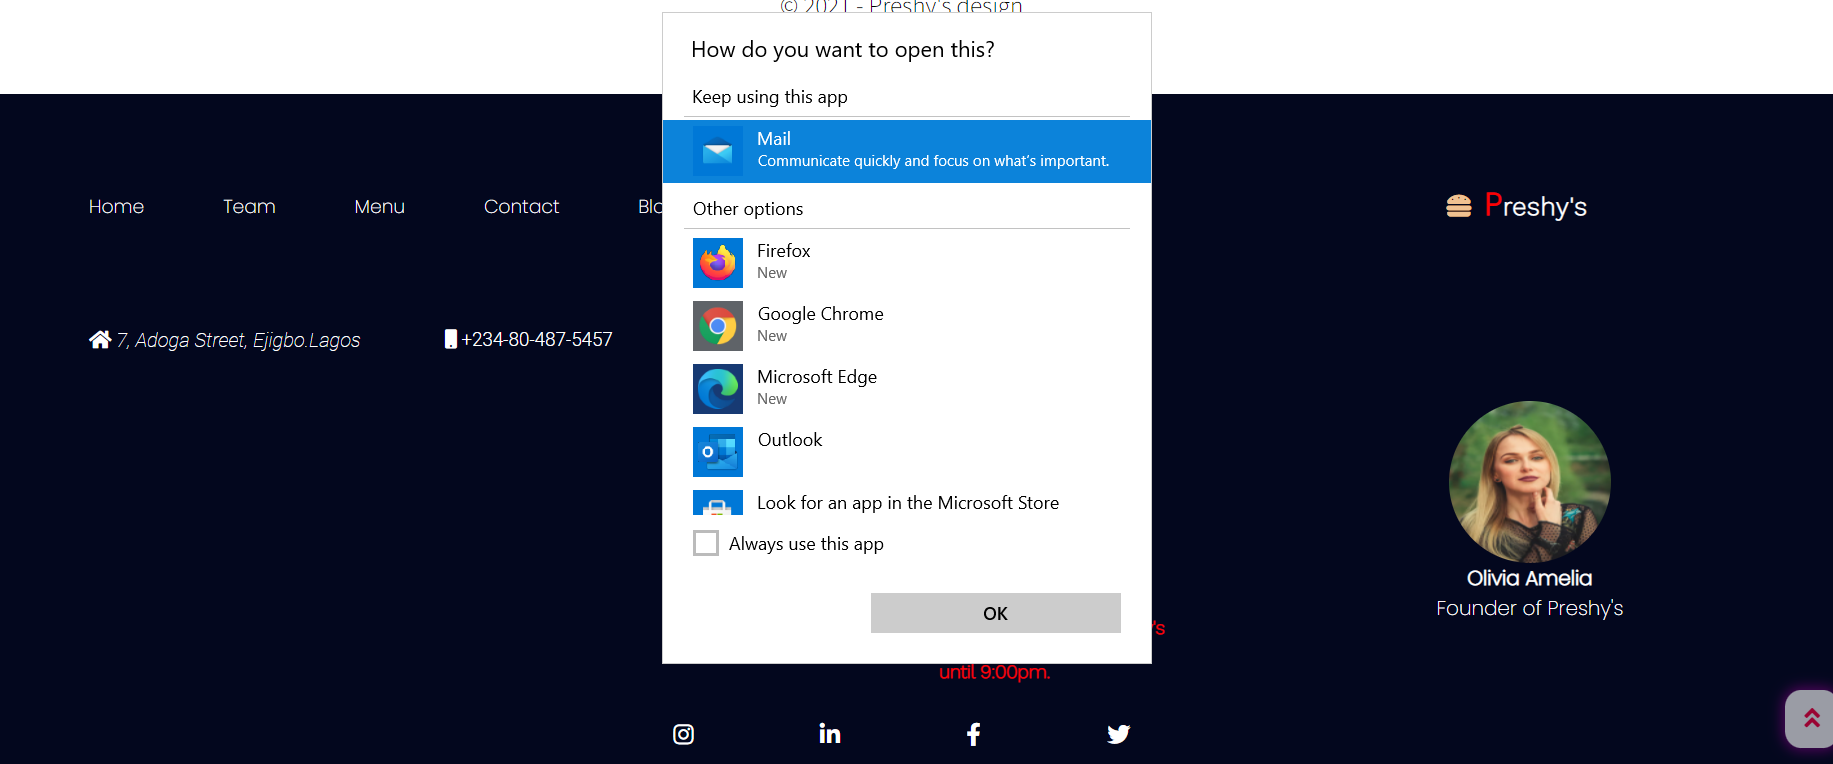 © 2021 - Preshy's design
How do you want to open this?
Keep using this app
Mail
Communicate quickly and focus on what's important.
Home Team Menu Contact
Other options
Preshy's
Firefox
New
Google Chrome
New
7, Adoga Street, Ejigbo.Lagos
+234-80-487-5457
Microsoft Edge
New
Outlook
Look for an app in the Microsoft Store
Always use this app
Olivia Amelia
Founder of Preshy's
OK
until 9:00pm.